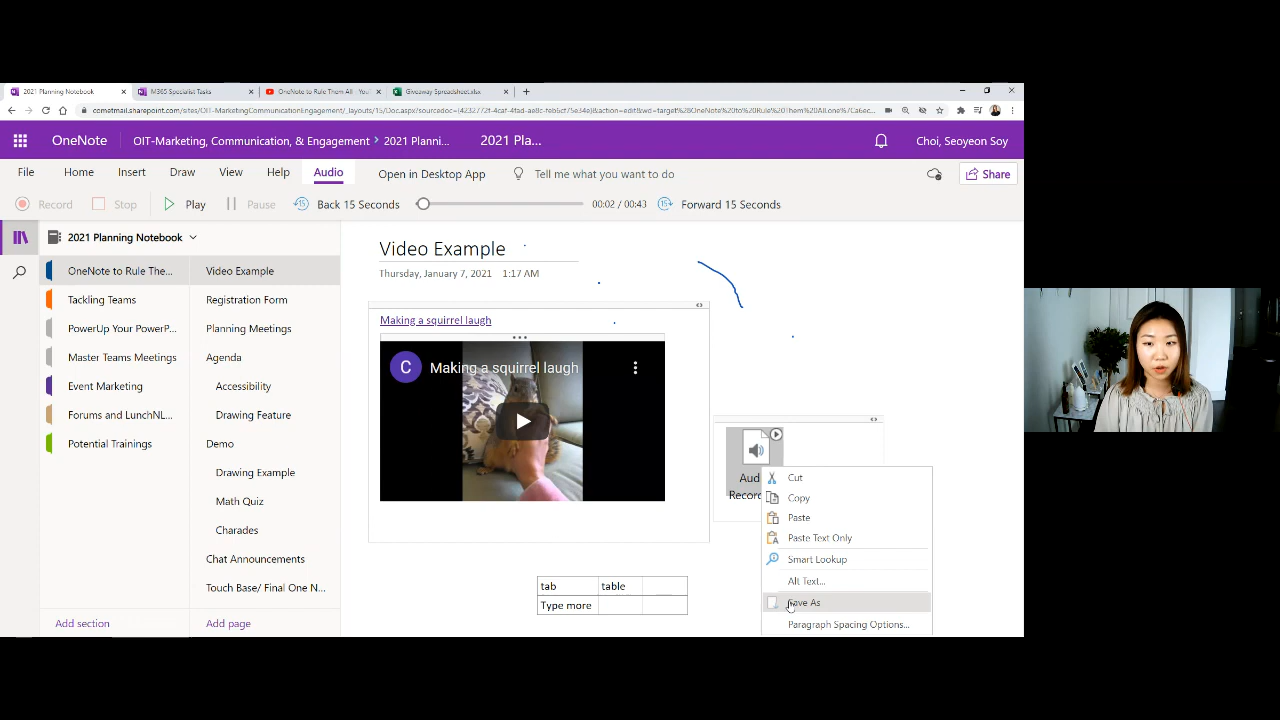 2021 Planning Notebook
M365 Specialist Tasks
OneNote to Rule Them All - You
Giveaway Spreadsheet.xlsx
OneNote
OIT-Marketing, Communication, & Engagement > 2021 Planni...
2021 Pla...
Choi, Seoyeon Soy
File
Home
Insert
Draw
View
Help
Audio
Open in Desktop App
Tell me what you want to do
Share
Record
Stop
Play
Pause
Back 15 Seconds
00:02 / 00:43
Forward 15 Seconds
2021 Planning Notebook
OneNote to Rule The...
Tackling Teams
PowerUp Your PowerP...
Master Teams Meetings
Event Marketing
Forums and LunchNL...
Potential Trainings
Add section
Video Example
Registration Form
Planning Meetings
Agenda
Accessibility
Drawing Feature
Demo
Drawing Example
Math Quiz
Charades
Chat Announcements
Touch Base/ Final One N...
Add page
Video Example
Thursday, January 7, 2021 1:17 AM
Making a squirrel laugh
C
Making a squirrel laugh
tab table
Type more
Aud
Record
Cut
Copy
Paste
Paste Text Only
Smart Lookup
Alt Text...
Save As
Paragraph Spacing Options...